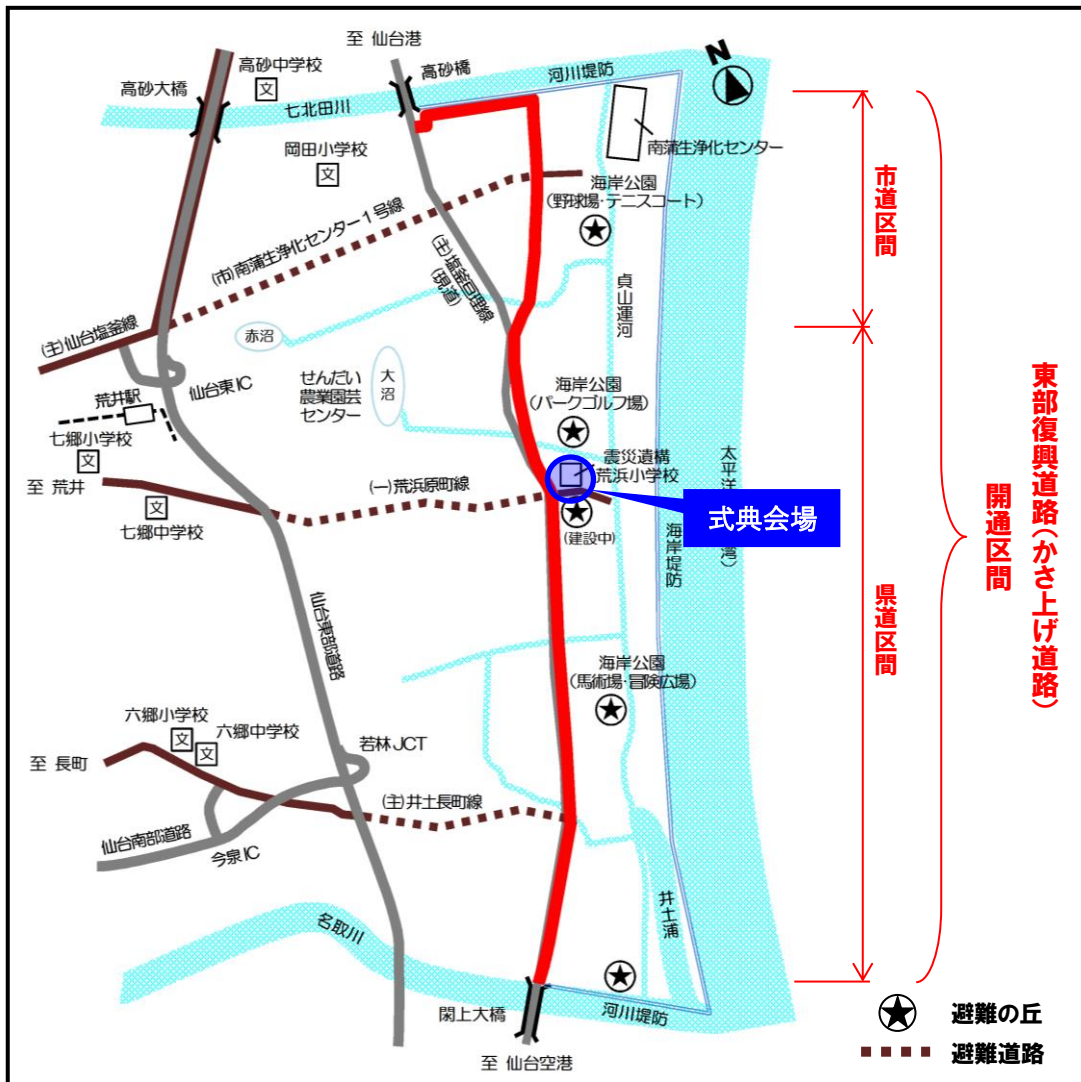 至 仙台港
高砂橋
高砂中学校
文
高砂大橋
河川堤防
N
七北田川
南蒲生浄化センター
岡田小学校
文
海岸公園
(野球場・テニスコート)
(市)南蒲生浄化センター1号線
(主)塩釜亘理線
(現道)
貞山運河
市道区間
(主)仙台塩釜線
赤沼
仙台東IC
大沼
せんだい
農業園芸
センター
海岸公園
(パークゴルフ場)
荒井駅
七郷小学校
文
至 荒井
文
七郷中学校
(一)荒浜原町線
震災遺構
荒浜小学校
式典会場
(建設中)
海岸堤防
太平洋
湾)
東部復興道路(かさ上げ道路)
開通区間
県道区間
仙台東部道路
海岸公園
(馬術場・冒険広場)
六郷小学校
文
六郷中学校
文
若林JCT
至 長町
(主)井土長町線
仙台南部道路
今泉IC
井土浦
名取川
閖上大橋
河川堤防
至 仙台空港
避難の丘
避難道路